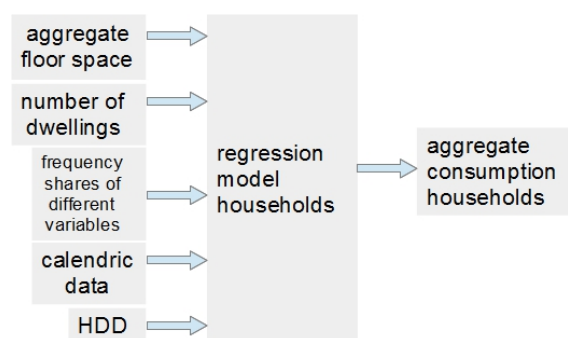 aggregate
floor space
number of
dwellings
frequency
shares of
different
variables
calendric
data
HDD
regression
model
households
aggregate
consumption
households